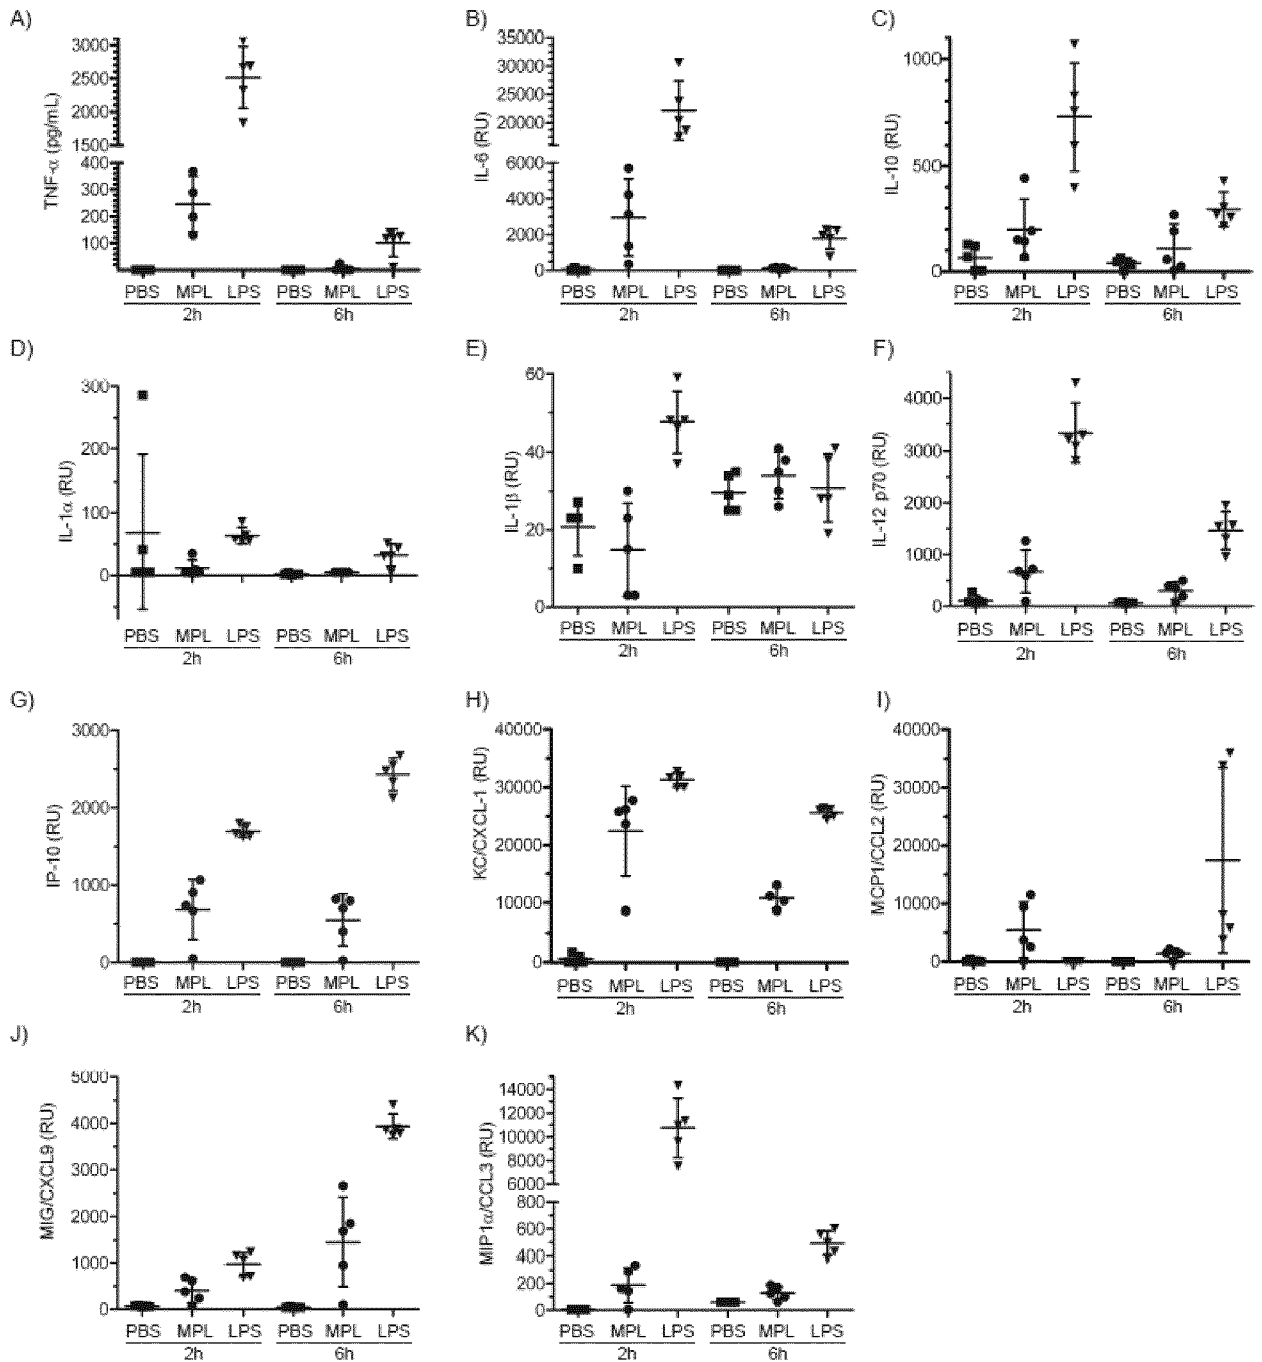 A)
TNF-α (pg/mL)
3000
2500
2000
1500
400
300
200
100
PBS MPL LPS PBS MPL LPS
2h 6h
B)
IL-6 (RU)
35000
30000
25000
20000
6000
4000
2000
0
PBS MPL LPS PBS MPL LPS
2h 6h
C)
IL-10 (RU)
1000
500
0
PBS MPL LPS PBS MPL LPS
2h 6h
D)
IL-1α (RU)
300
200
100
0
PBS MPL LPS PBS MPL LPS
2h 6h
E)
IL-1β (RU)
60
40
20
0
PBS MPL LPS PBS MPL LPS
2h 6h
F)
IL-12 p70 (RU)
4000
3000
2000
1000
0
PBS MPL LPS PBS MPL LPS
2h 6h
G)
IP-10 (RU)
3000
2000
1000
0
PBS MPL LPS PBS MPL LPS
2h 6h
H)
KC/CXCL-1 (RU)
40000
30000
20000
10000
0
PBS MPL LPS PBS MPL LPS
2h 6h
I)
MCP1/CCL2 (RU)
40000
30000
20000
10000
0
PBS MPL LPS PBS MPL LPS
2h 6h
J)
MIG/CXCL9 (RU)
5000
4000
3000
2000
1000
0
PBS MPL LPS PBS MPL LPS
2h 6h
K)
MIP1α/CCL3 (RU)
14000
12000
10000
8000
6000
800
600
400
200
0
PBS MPL LPS PBS MPL LPS
2h 6h